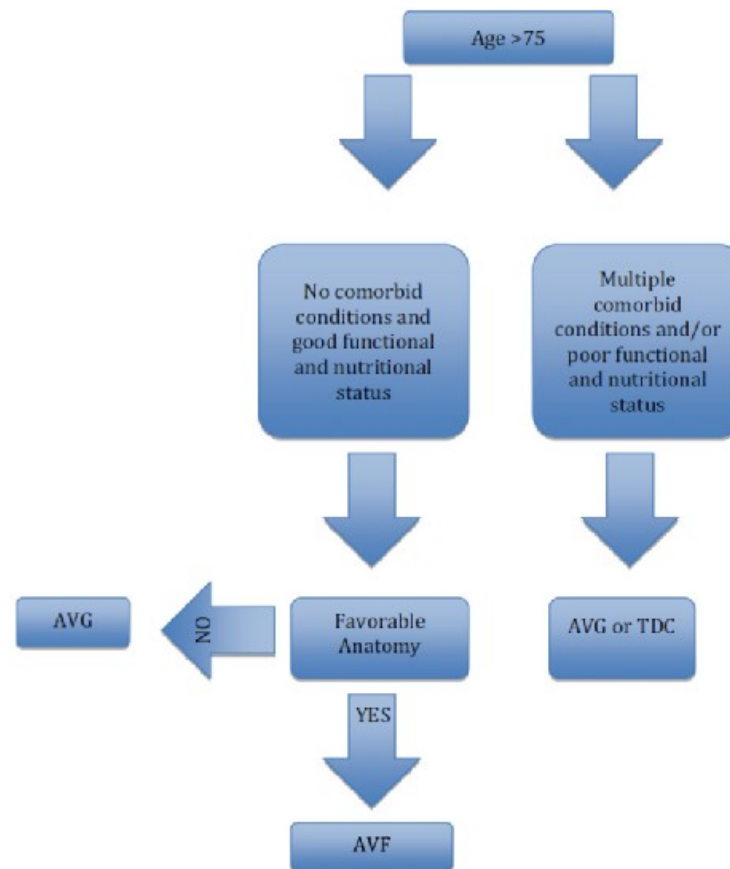 Age >75
No comorbid
conditions and
good functional
and nutritional
status
Multiple
comorbid
conditions and/or
poor functional
and nutritional
status
AVG
NO
Favorable
Anatomy
AVG or TDC
YES
AVF